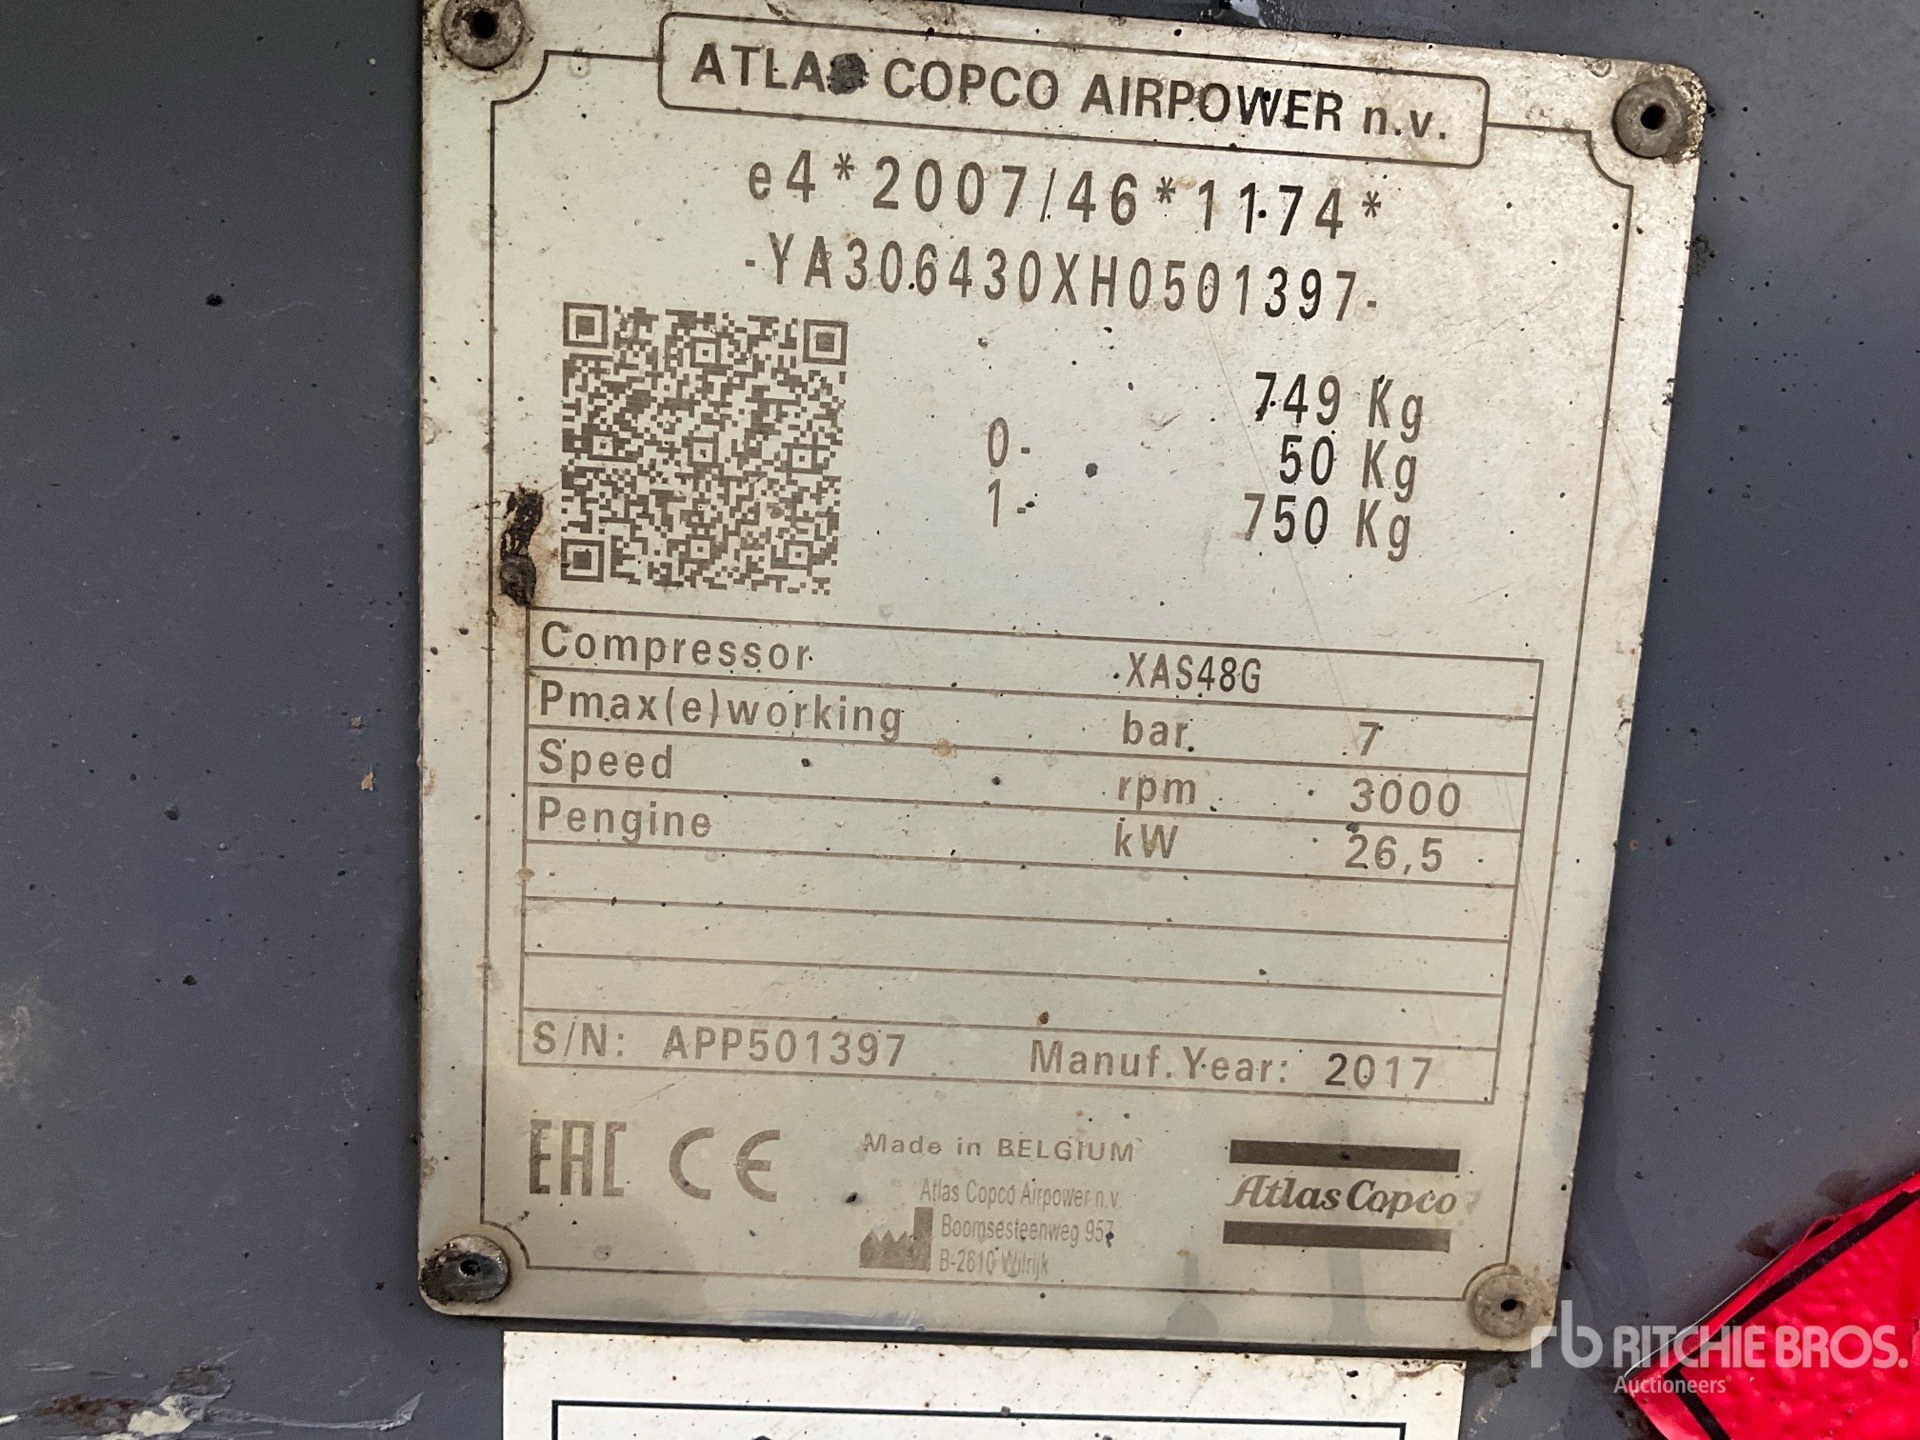 ATLAS COPCO AIRPOWER n.v.
e4*2007/46*1174*
-YA306430XH0501397-
749 Kg
0- 50 Kg
1- 750 Kg
Compressor XAS48G
Pmax(e)working bar 7
Speed rpm 3000
Pengine kW 26,5
S/N: APP501397 Manuf.Year: 2017
EAC CE
Made in BELGIUM
Atlas Copco Airpower n.v.
Boomsesteenweg 957
B-2610 Wilrijk
Atlas Copco
rb RITCHIE BROS.
Auctioneers